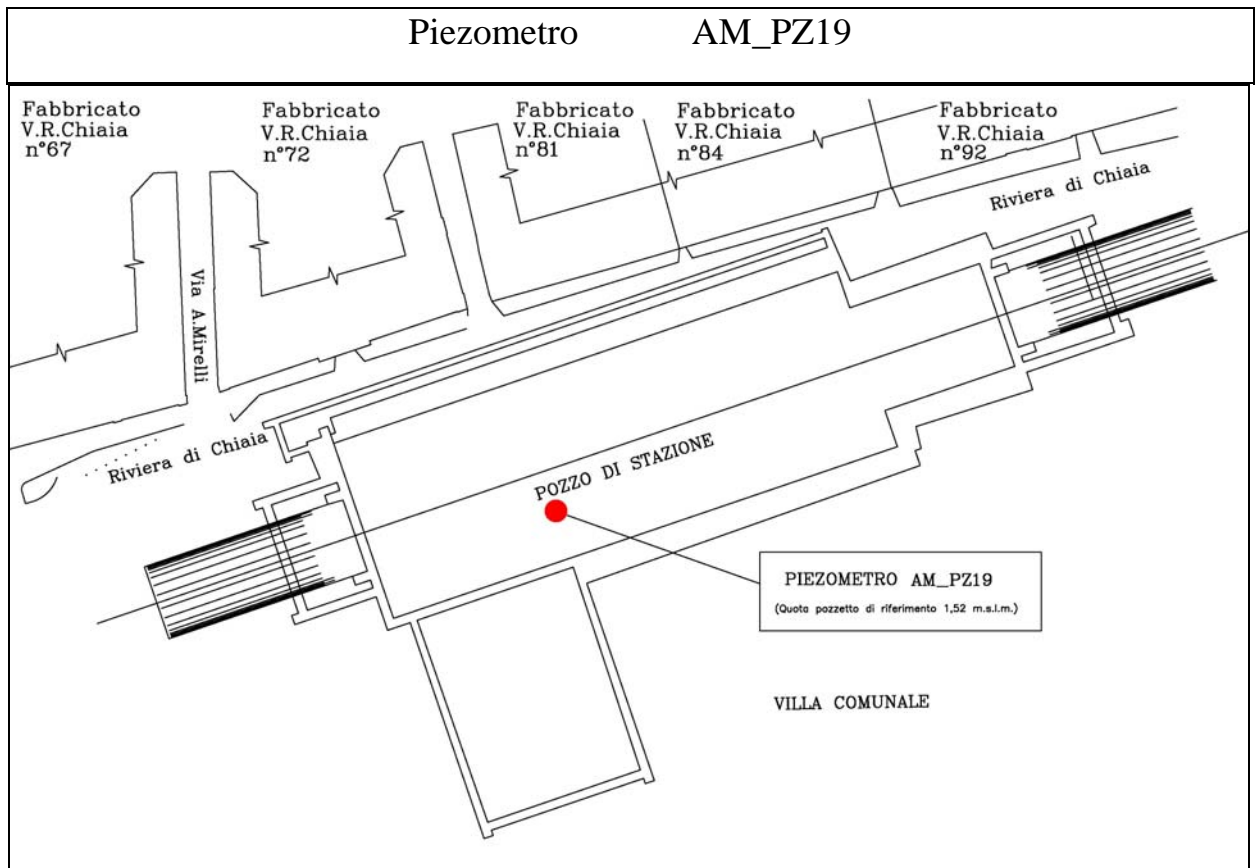 Piezometro AM_PZ19
Fabbricato
V.R.Chiaia
n°67
Fabbricato
V.R.Chiaia
n°72
Fabbricato
V.R.Chiaia
n°81
Fabbricato
V.R.Chiaia
n°84
Fabbricato
V.R.Chiaia
n°92
Riviera di Chiaia
Via A.Mirelli
Riviera di Chiaia
POZZO DI STAZIONE
PIEZOMETRO AM_PZ19
(Quota pozzetto di riferimento 1,52 m.s.l.m.)
VILLA COMUNALE